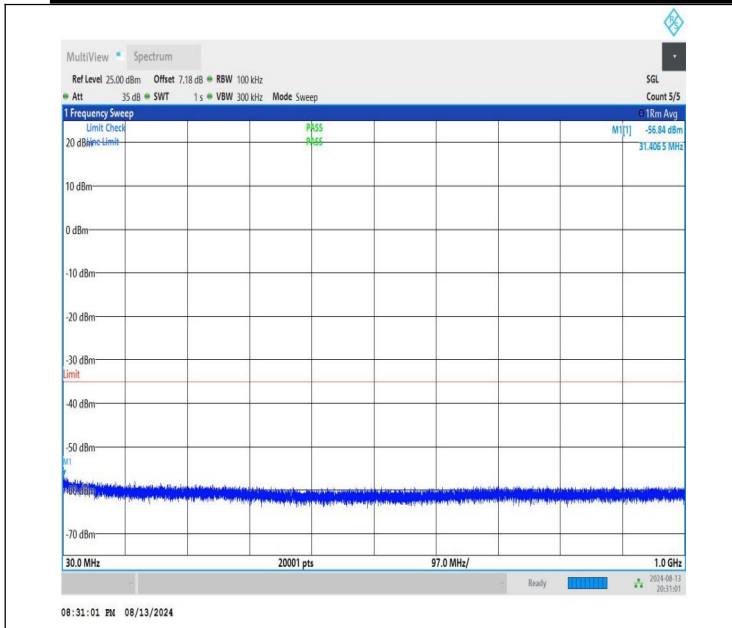 R S
MultiView Spectrum
Ref Level 25.00 dBm Offset 7.18 dB RBW 100 kHz SGL
Att 35 dB SWT 1 s VBW 300 kHz Mode Sweep Count 5/5
1 Frequency Sweep 1Rm Avg
Limit Check PASS M1[1] -56.84 dBm
20 dBm Line Limit PASS 31.406 5 MHz
10 dBm
0 dBm
-10 dBm
-20 dBm
-30 dBm
Limit
-40 dBm
-50 dBm
M1
-60 dBm
-70 dBm
30.0 MHz 20001 pts 97.0 MHz/ 1.0 GHz
Ready 2024-08-13
20:31:01
08:31:01 PM 08/13/2024